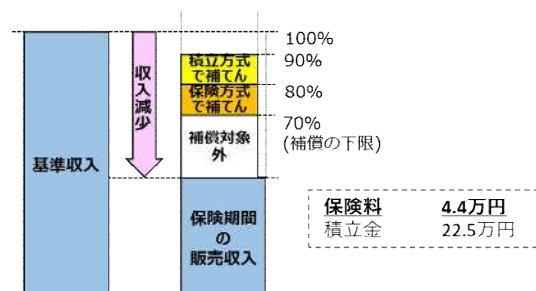 基準収入
収入減少
積立方式
で補てん
保険方式
で補てん
補償対象
外
保険期間
の
販売収入
100%
90%
80%
70%
(補償の下限)
保険料 4.4万円
積立金 22.5万円